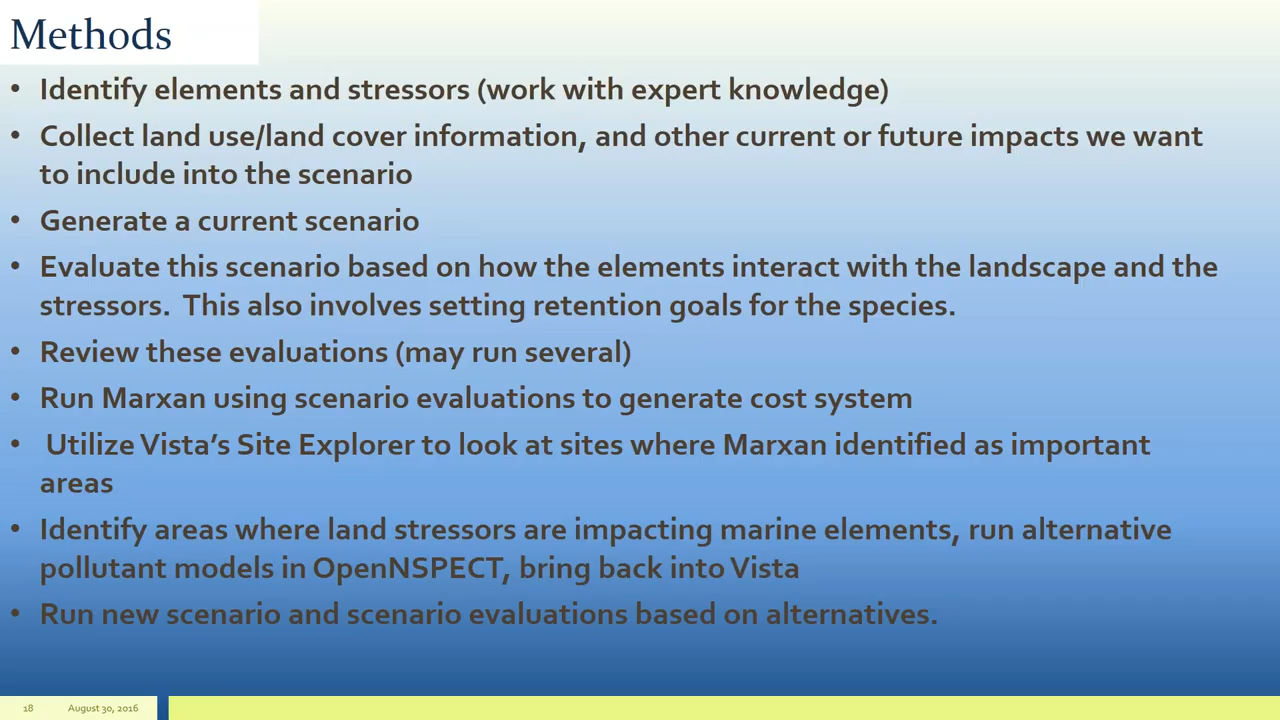 Methods
• Identify elements and stressors (work with expert knowledge)
• Collect land use/land cover information, and other current or future impacts we want
to include into the scenario
• Generate a current scenario
• Evaluate this scenario based on how the elements interact with the landscape and the
stressors.  This also involves setting retention goals for the species.
• Review these evaluations (may run several)
• Run Marxan using scenario evaluations to generate cost system
• Utilize Vista’s Site Explorer to look at sites where Marxan identified as important
areas
• Identify areas where land stressors are impacting marine elements, run alternative
pollutant models in OpenNSPECT, bring back into Vista
• Run new scenario and scenario evaluations based on alternatives.
18 August 30, 2016